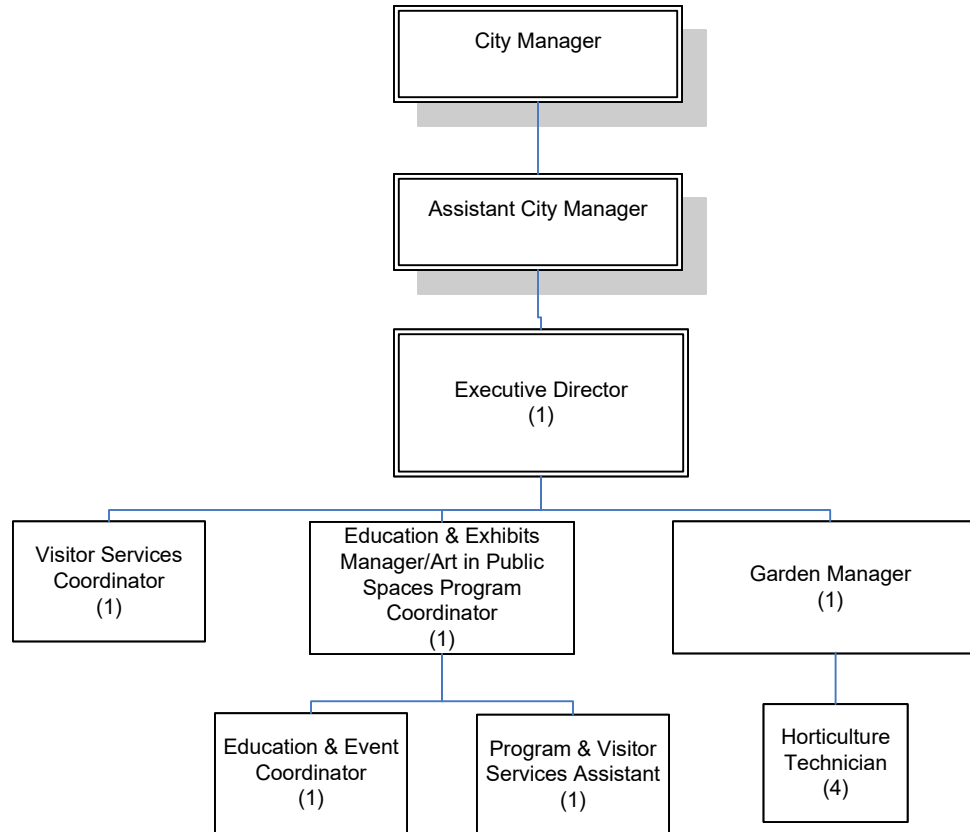 City Manager
Assistant City Manager
Executive Director
(1)
Visitor Services
Coordinator
(1)
Education & Exhibits
Manager/Art in Public
Spaces Program
Coordinator
(1)
Garden Manager
(1)
Education & Event
Coordinator
(1)
Program & Visitor
Services Assistant
(1)
Horticulture
Technician
(4)